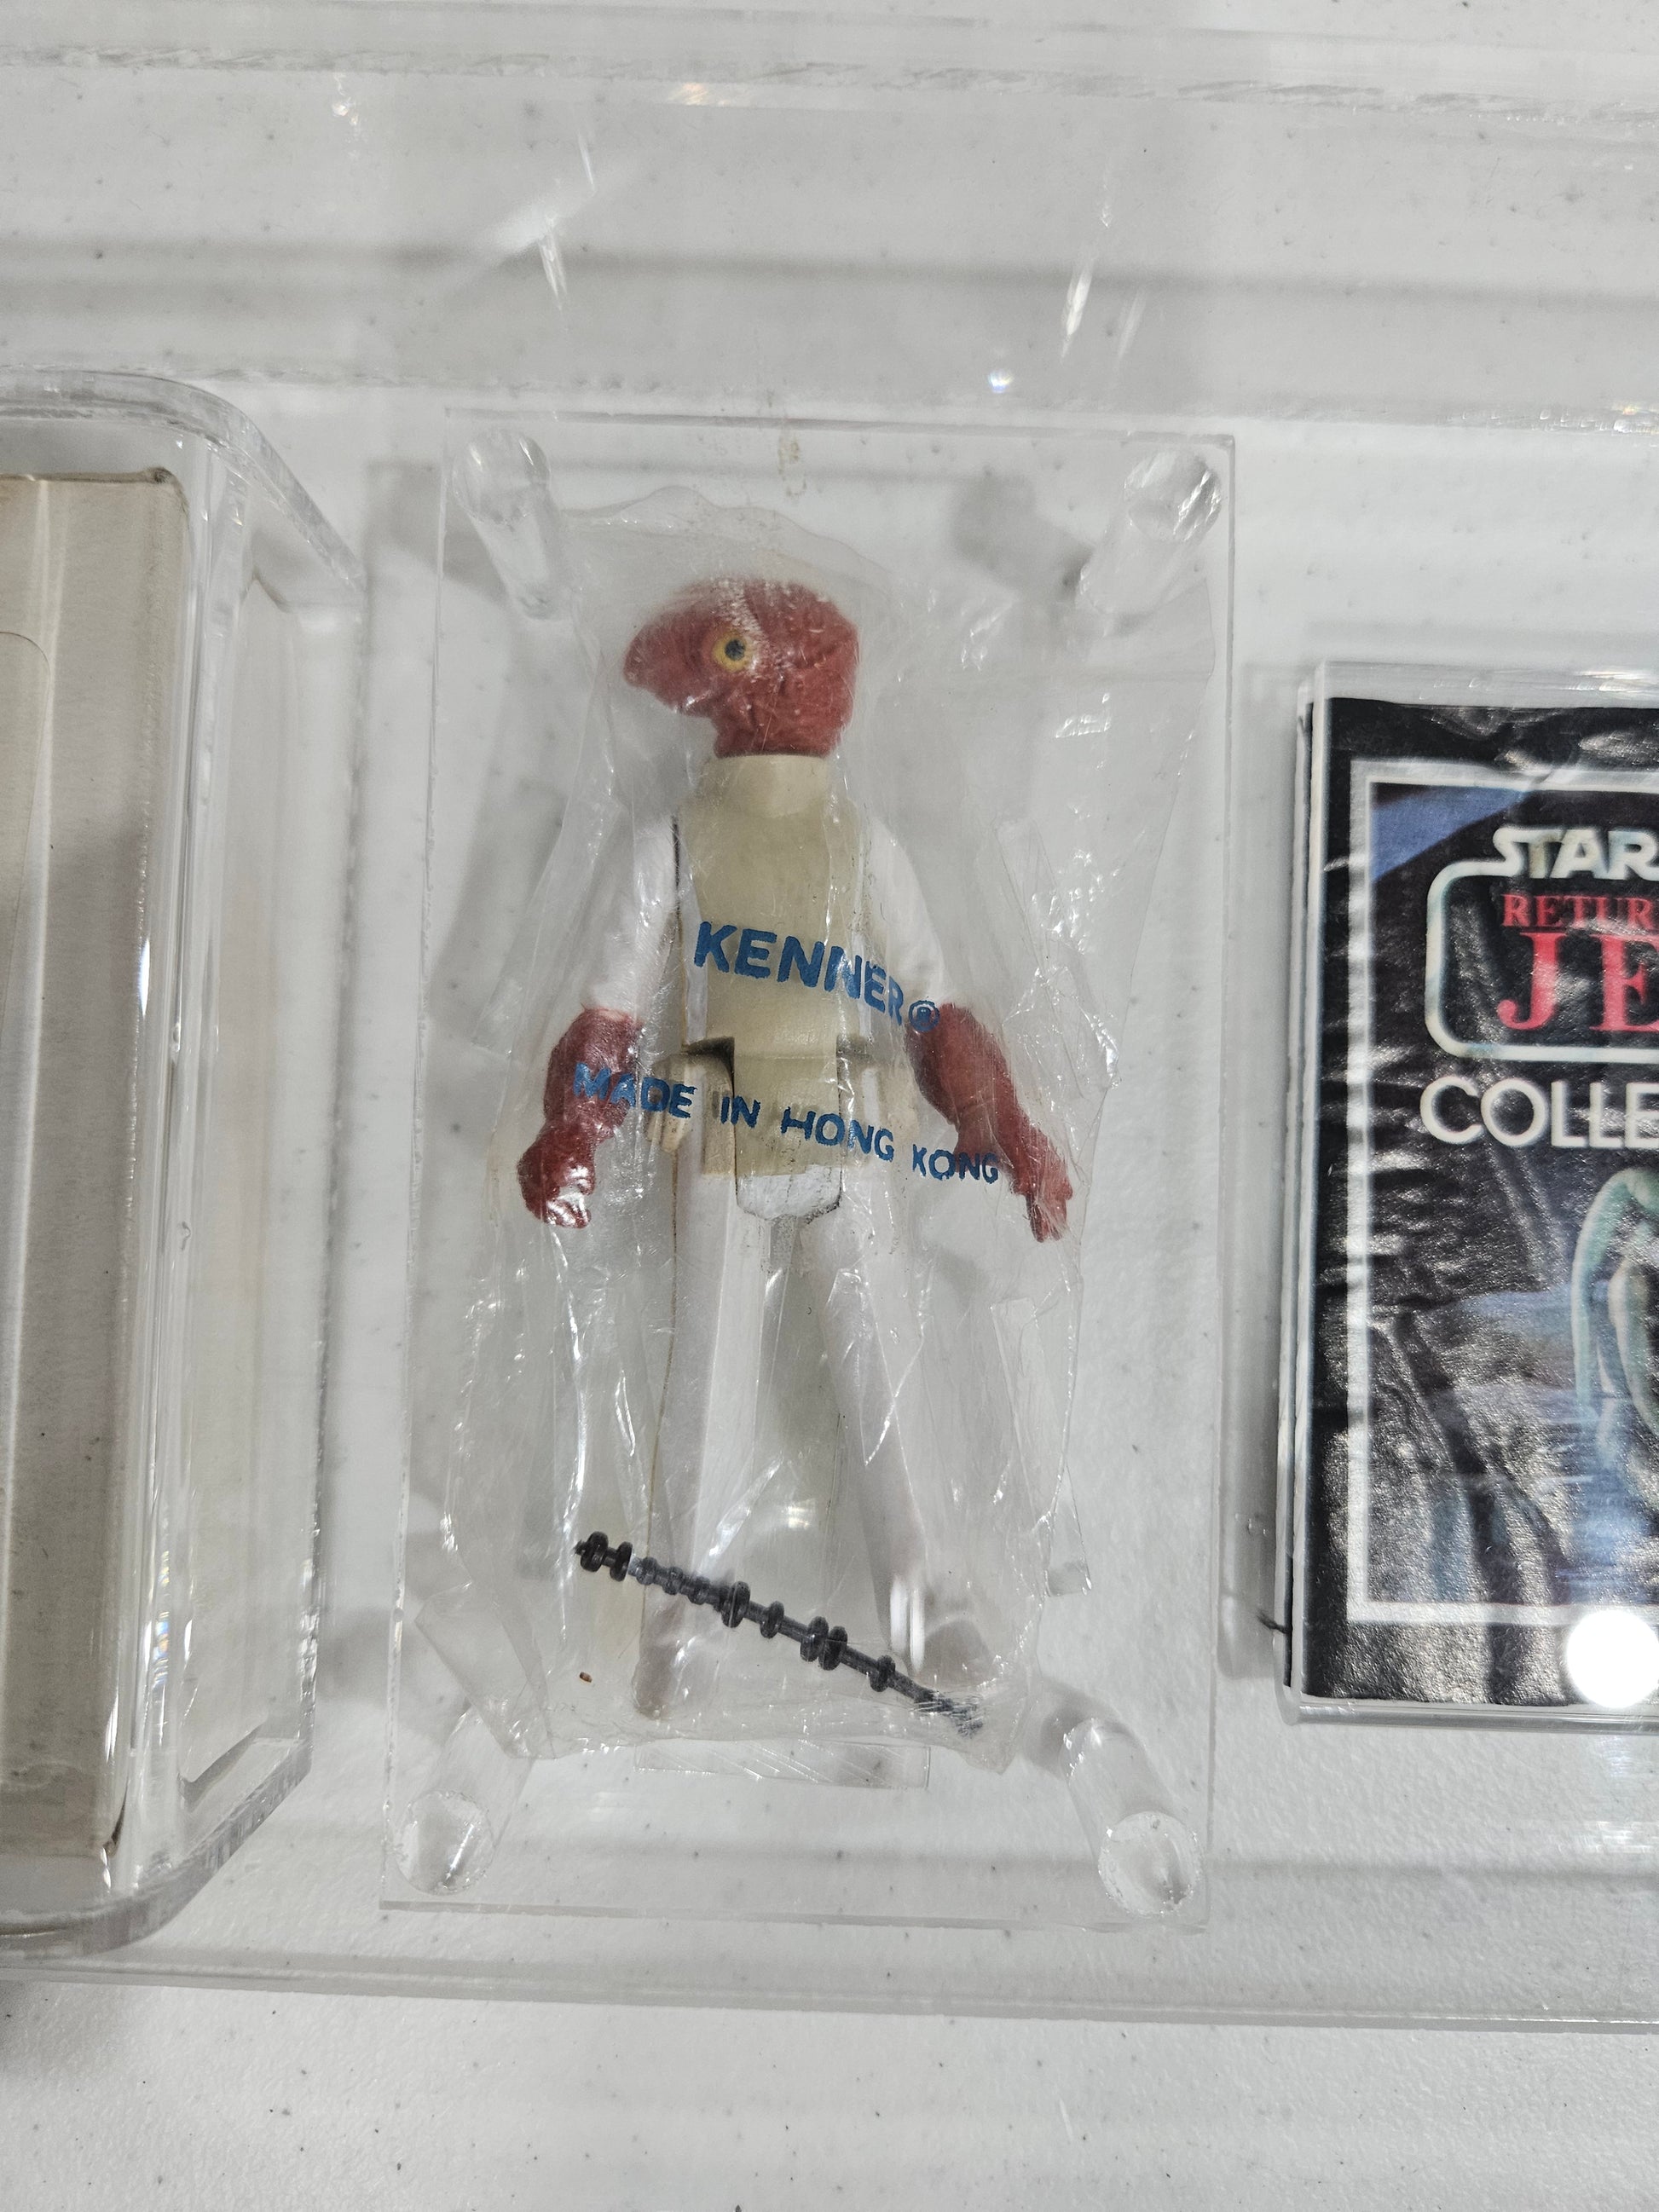 KENNER®
MADE IN HONG KONG
STAR
RETUR
JE
COLLE